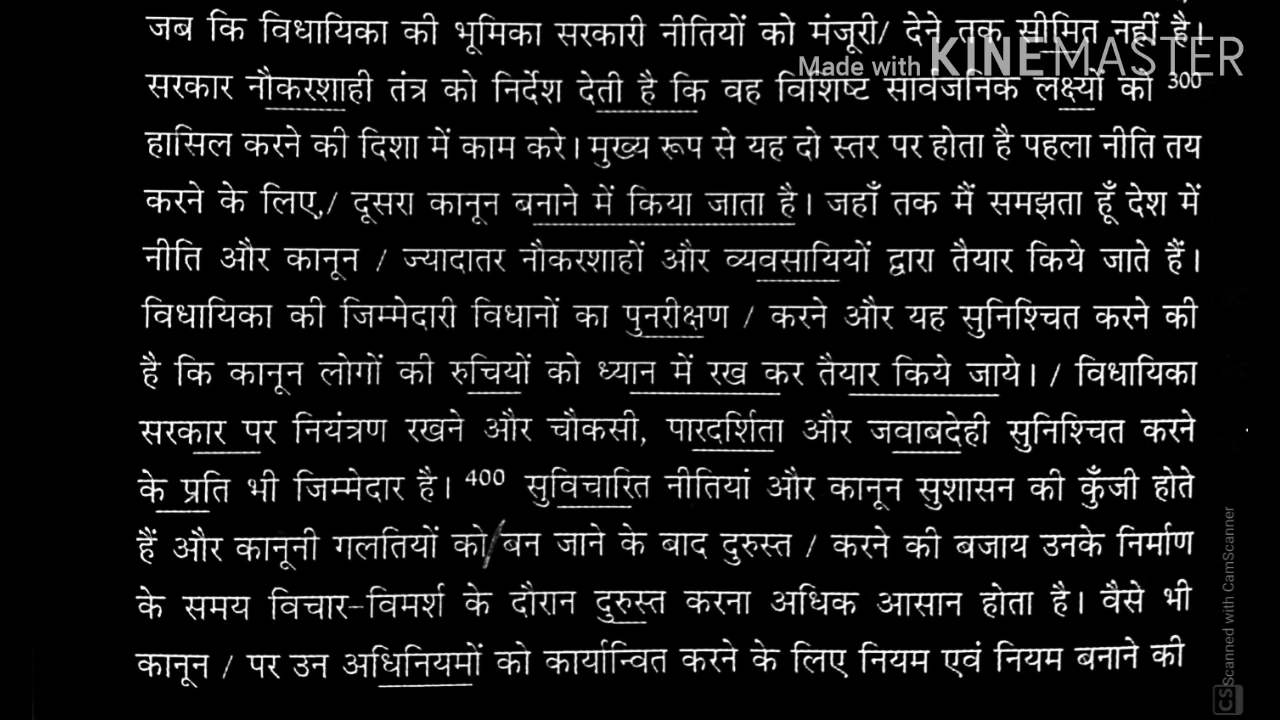 जब कि विधायिका की भूमिका सरकारी नीतियों को मंजूरी/ देने तक सीमित नहीं है।
Made with KINEMASTER
सरकार नौकरशाही तंत्र को निर्देश देती है कि वह विशिष्ट सार्वजनिक लक्ष्यों को 300
हासिल करने की दिशा में काम करे। मुख्य रूप से यह दो स्तर पर होता है पहला नीति तय
करने के लिए,/ दूसरा कानून बनाने में किया जाता है। जहाँ तक मैं समझता हूँ देश में
नीति और कानून / ज्यादातर नौकरशाहों और व्यवसायियों द्वारा तैयार किये जाते हैं।
विधायिका की जिम्मेदारी विधानों का पुनरीक्षण / करने और यह सुनिश्चित करने की
है कि कानून लोगों की रुचियों को ध्यान में रख कर तैयार किये जाये। / विधायिका
सरकार पर नियंत्रण रखने और चौकसी, पारदर्शिता और जवाबदेही सुनिश्चित करने
के प्रति भी जिम्मेदार है। 400 सुविचारित नीतियां और कानून सुशासन की कुँजी होते
हैं और कानूनी गलतियों को/बन जाने के बाद दुरुस्त / करने की बजाय उनके निर्माण
के समय विचार-विमर्श के दौरान दुरुस्त करना अधिक आसान होता है। वैसे भी
कानून / पर उन अधिनियमों को कार्यान्वित करने के लिए नियम एवं नियम बनाने की
CS Scanned with CamScanner